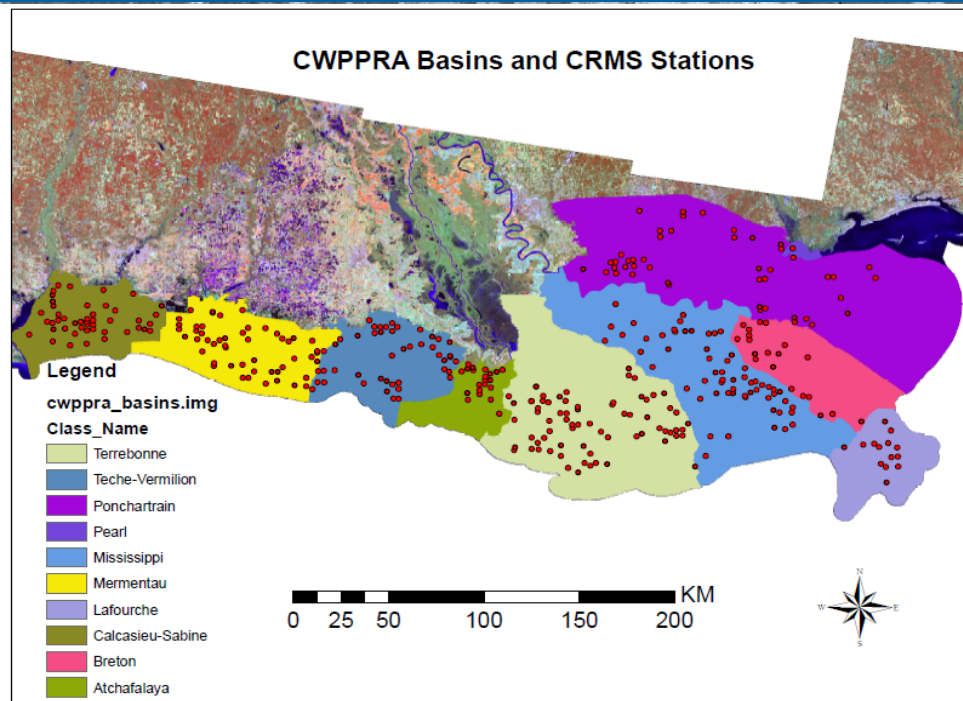 CWPPRA Basins and CRMS Stations
Legend
cwppra_basins.img
Class_Name
Terrebonne
Teche-Vermilion
Ponchartrain
Pearl
Mississippi
Mermentau
Lafourche
Calcasieu-Sabine
Breton
Atchafalaya
KM
0 25 50 100 150 200
N
W E
S